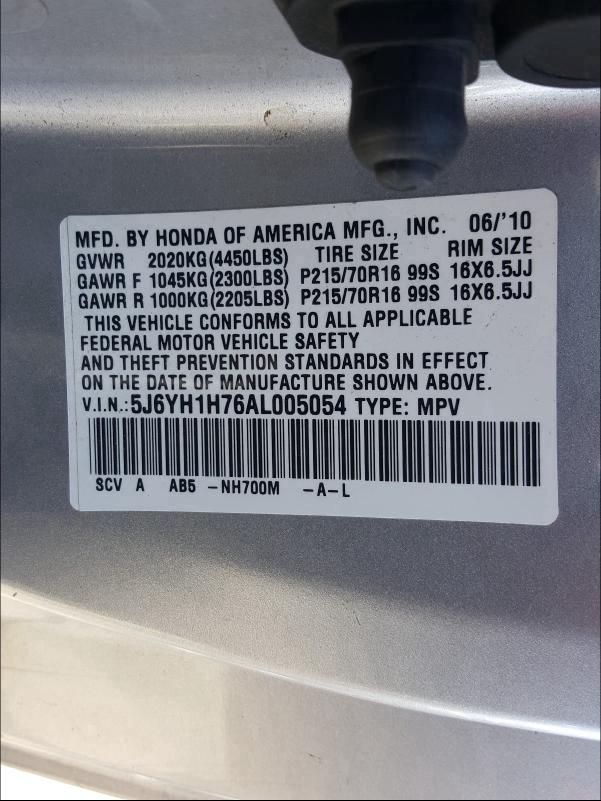 MFD. BY HONDA OF AMERICA MFG., INC. 06/'10
GVWR 2020KG(4450LBS) TIRE SIZE RIM SIZE
GAWR F 1045KG(2300LBS) P215/70R16 99S 16X6.5JJ
GAWR R 1000KG(2205LBS) P215/70R16 99S 16X6.5JJ
THIS VEHICLE CONFORMS TO ALL APPLICABLE
FEDERAL MOTOR VEHICLE SAFETY
AND THEFT PREVENTION STANDARDS IN EFFECT
ON THE DATE OF MANUFACTURE SHOWN ABOVE.
V.I.N.:5J6YH1H76AL005054 TYPE: MPV
SCV A AB5 -NH700M -A-L